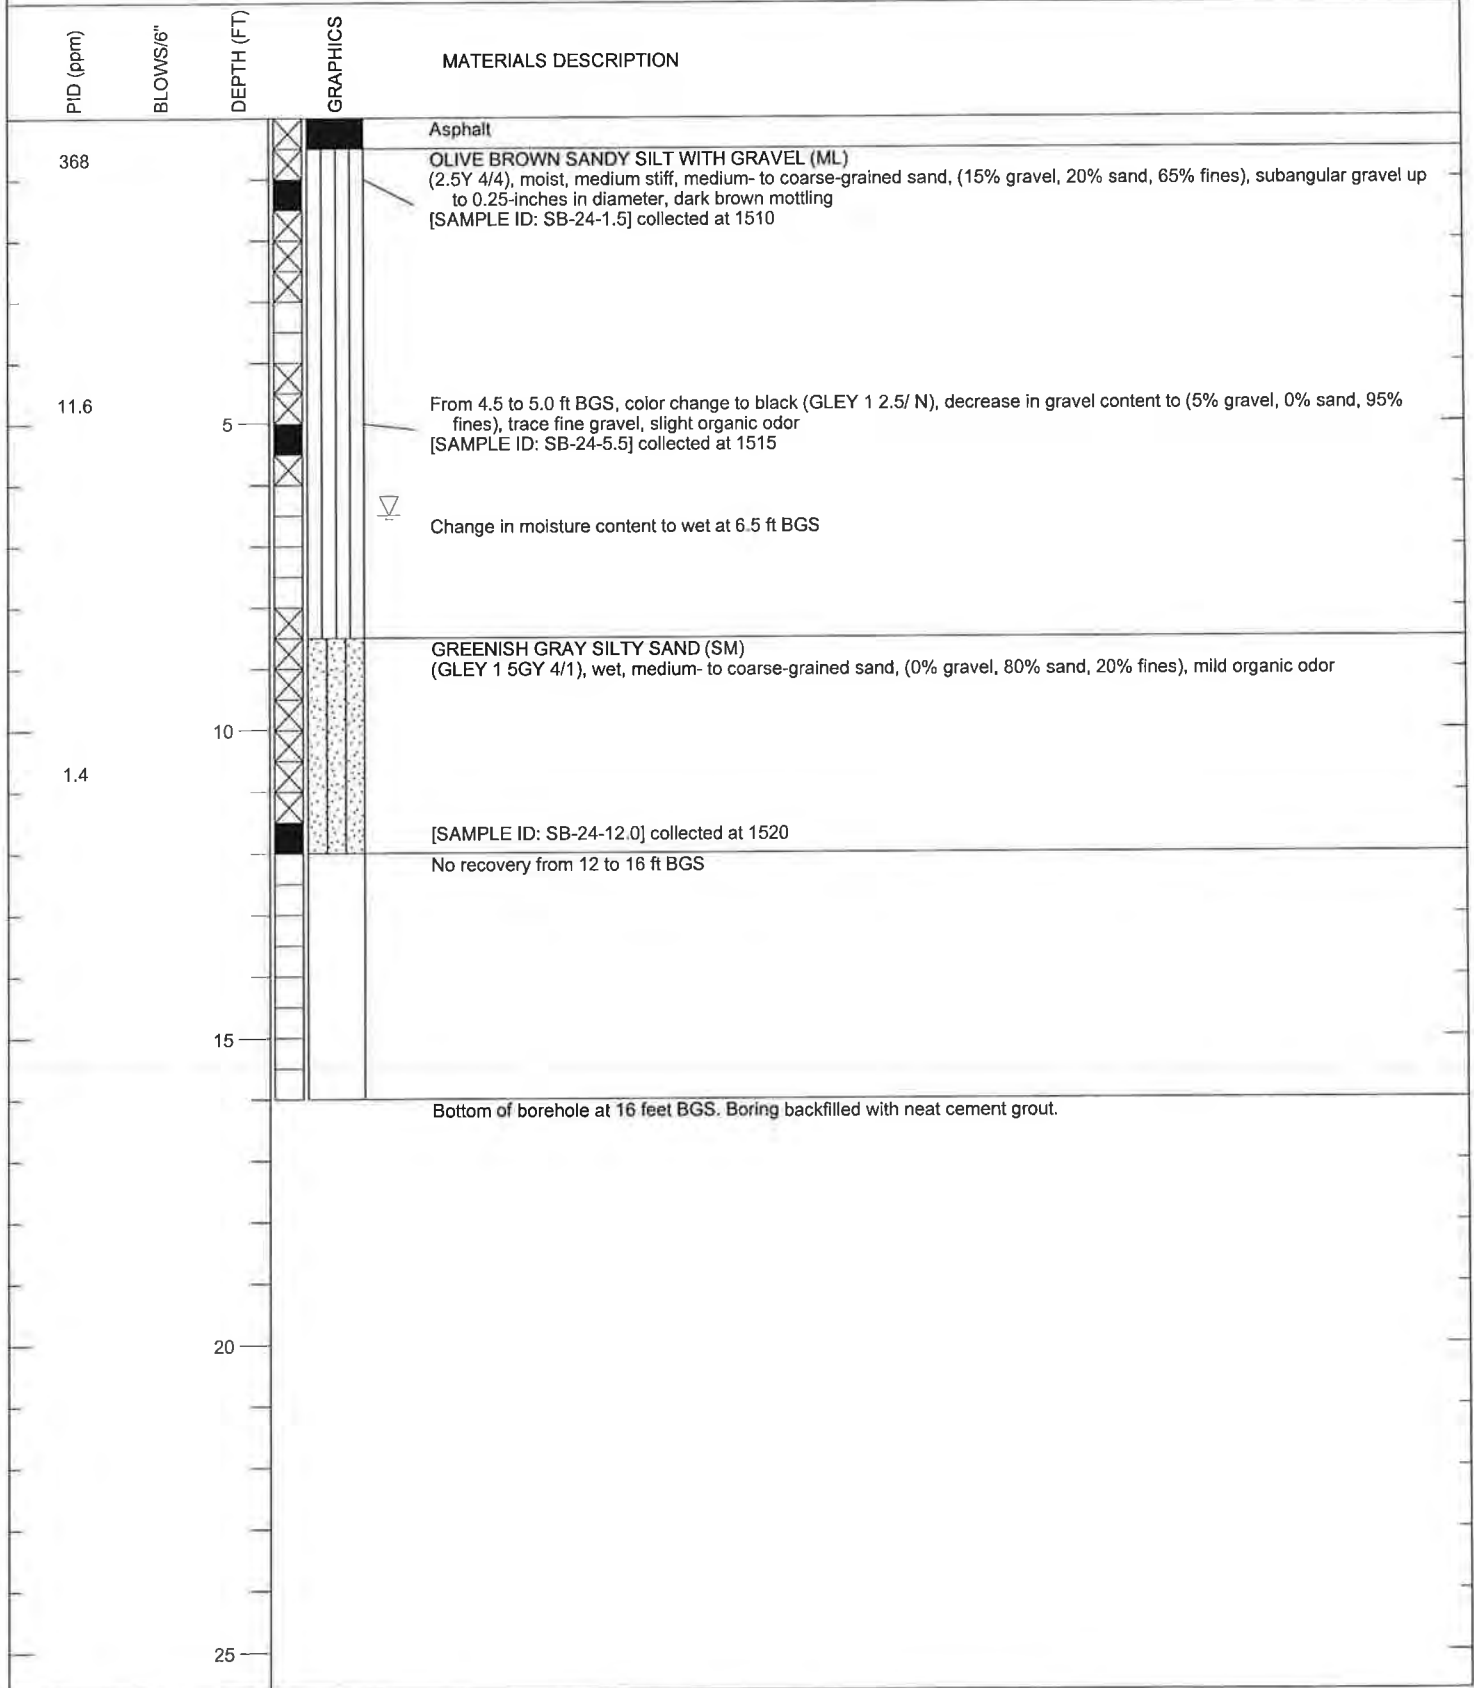 PID (ppm)
BLOWS/6"
DEPTH (FT)
GRAPHICS
MATERIALS DESCRIPTION
Asphalt
368
OLIVE BROWN SANDY SILT WITH GRAVEL (ML)
(2.5Y 4/4), moist, medium stiff, medium- to coarse-grained sand, (15% gravel, 20% sand, 65% fines), subangular gravel up
to 0.25-inches in diameter, dark brown mottling
[SAMPLE ID: SB-24-1.5] collected at 1510
11.6
5
From 4.5 to 5.0 ft BGS, color change to black (GLEY 1 2.5/ N), decrease in gravel content to (5% gravel, 0% sand, 95%
fines), trace fine gravel, slight organic odor
[SAMPLE ID: SB-24-5.5] collected at 1515
Change in moisture content to wet at 6.5 ft BGS
GREENISH GRAY SILTY SAND (SM)
(GLEY 1 5GY 4/1), wet, medium- to coarse-grained sand, (0% gravel, 80% sand, 20% fines), mild organic odor
10
1.4
[SAMPLE ID: SB-24-12.0] collected at 1520
No recovery from 12 to 16 ft BGS
15
Bottom of borehole at 16 feet BGS. Boring backfilled with neat cement grout.
20
25